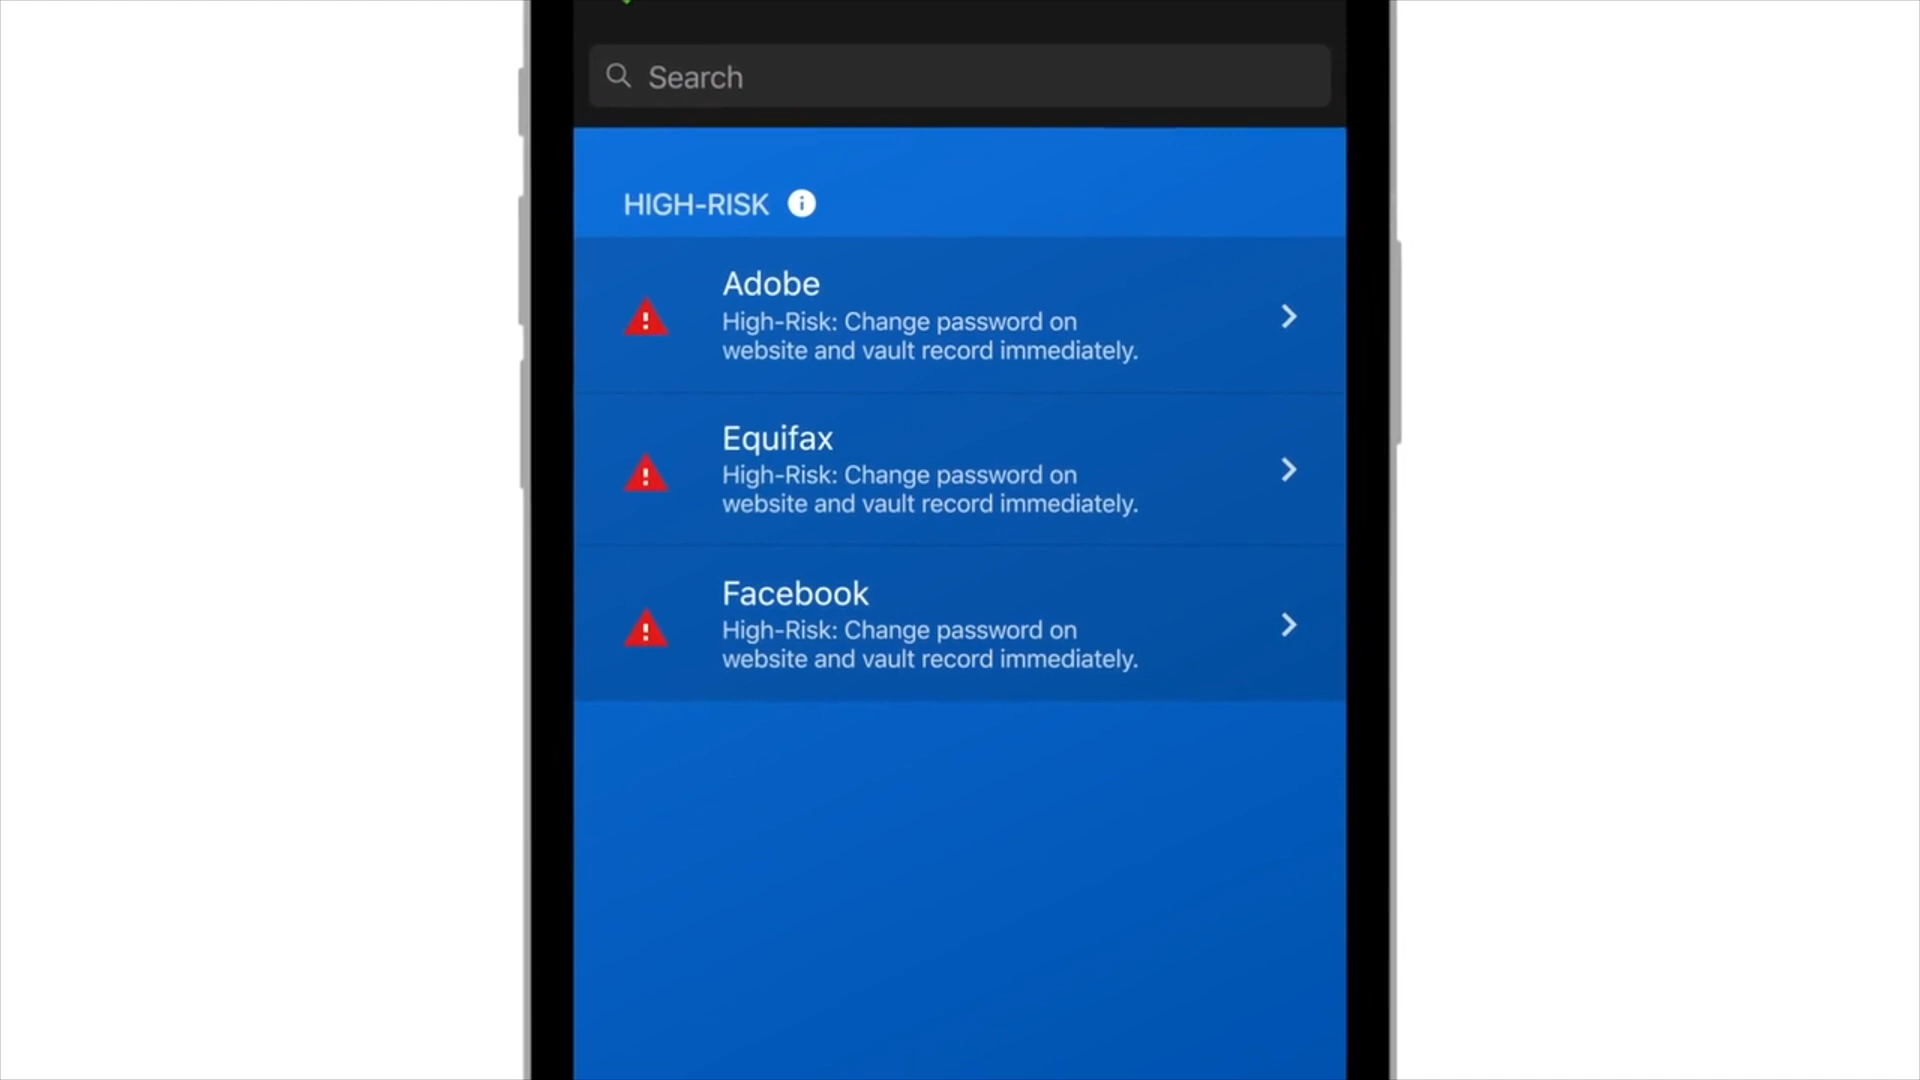 Search
HIGH-RISK
Adobe
High-Risk: Change password on
website and vault record immediately.
Equifax
High-Risk: Change password on
website and vault record immediately.
Facebook
High-Risk: Change password on
website and vault record immediately.